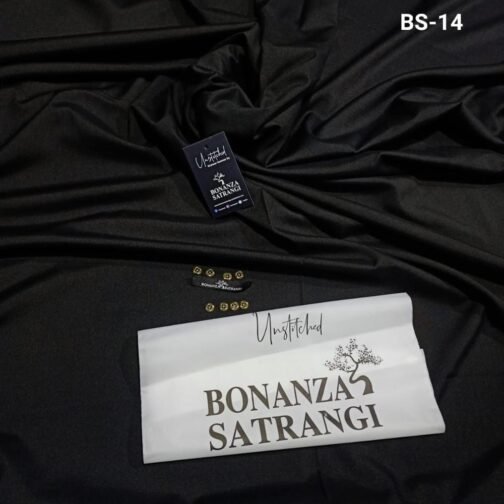 BS-14
Unstitched
BONANZA
SATRANGI
BONANZA SATRANGI
Unstitched
BONANZA
SATRANGI